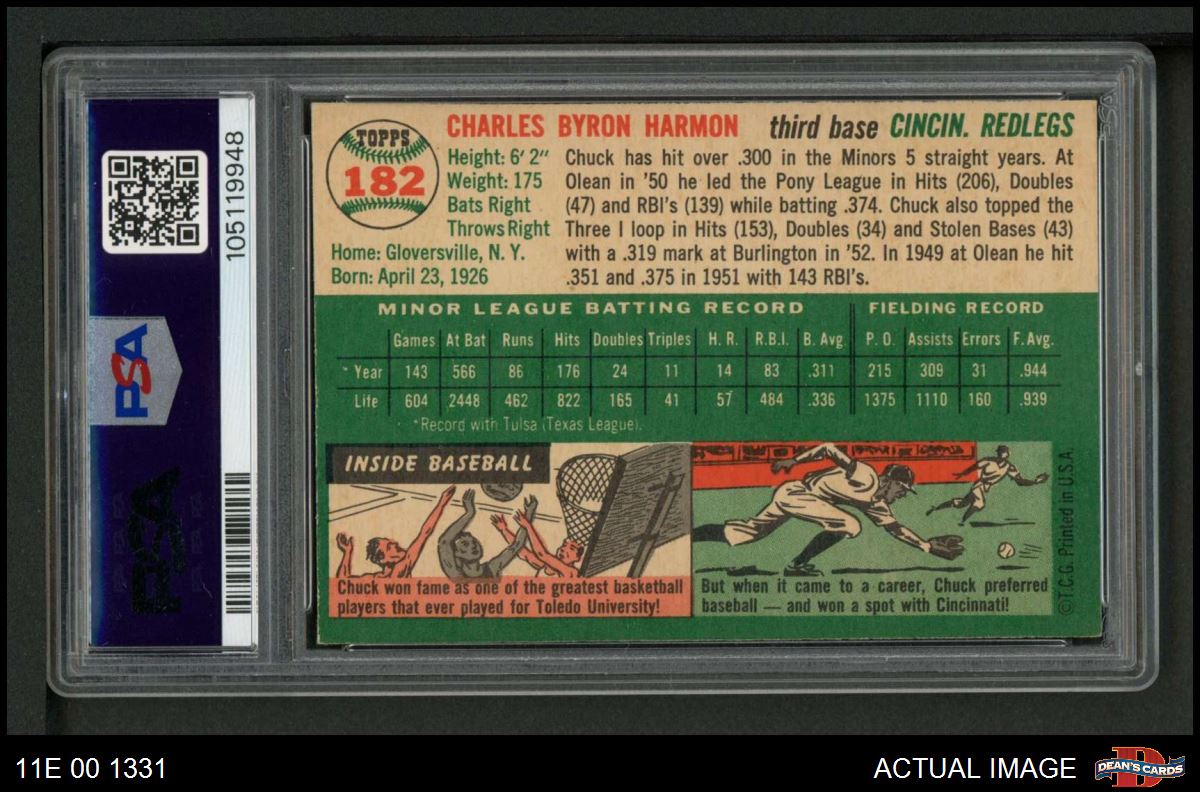 105119948
PSA
PSA
TOPPS
182
CHARLES BYRON HARMON third base CINCIN. REDLEGS
Height: 6' 2"
Weight: 175
Bats Right
Throws Right
Home: Gloversville, N. Y.
Born: April 23, 1926
Chuck has hit over .300 in the Minors 5 straight years. At
Olean in '50 he led the Pony League in Hits (206), Doubles
(47) and RBI's (139) while batting .374. Chuck also topped the
Three I loop in Hits (153), Doubles (34) and Stolen Bases (43)
with a .319 mark at Burlington in '52. In 1949 at Olean he hit
.351 and .375 in 1951 with 143 RBI's.
MINOR LEAGUE BATTING RECORD FIELDING RECORD
Games At Bat Runs Hits Doubles Triples H. R. R.B.I. B. Avg. P. O. Assists Errors F. Avg.
* Year 143 566 86 176 24 11 14 83 .311 215 309 31 .944
Life 604 2448 462 822 165 41 57 484 .336 1375 1110 160 .939
*Record with Tulsa (Texas League).
INSIDE BASEBALL
Chuck won fame as one of the greatest basketball
players that ever played for Toledo University!
But when it came to a career, Chuck preferred
baseball — and won a spot with Cincinnati!
©T.C.G. Printed in U.S.A.
11E 00 1331
ACTUAL IMAGE
DEAN'S CARDS